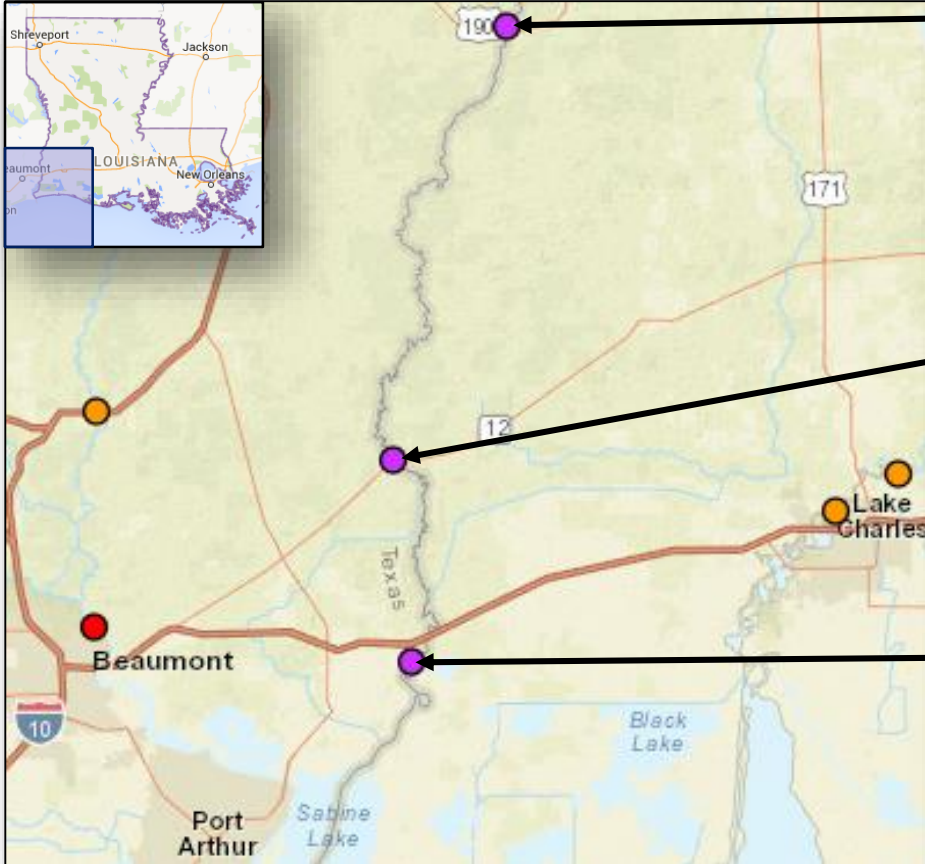 Shreveport
Jackson
LOUISIANA
eaumont
New Orleans
on
190
171
12
Lake
Charles
Texas
Beaumont
10
Black
Lake
Port
Arthur
Sabine
Lake